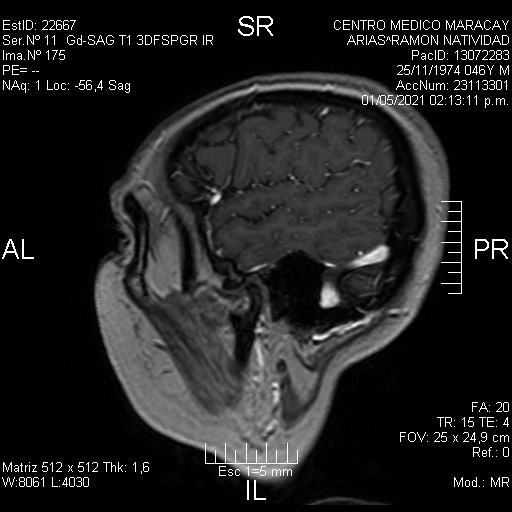 EstID: 22667
Ser.Nº 11 Gd-SAG T1 3DFSPGR IR
Ima.Nº 175
PE= --
NAq: 1 Loc: -56,4 Sag
SR
CENTRO MEDICO MARACAY
ARIAS^RAMON NATIVIDAD
PacID: 13072283
25/11/1974 046Y M
AccNum: 23113301
01/05/2021 02:13:11 p.m.
AL
PR
FA: 20
TR: 15 TE: 4
FOV: 25 x 24,9 cm
Ref.: 0
Matriz 512 x 512 Thk: 1,6
W:8061 L:4030
Esc 1=5 mm
IL
Mod.: MR